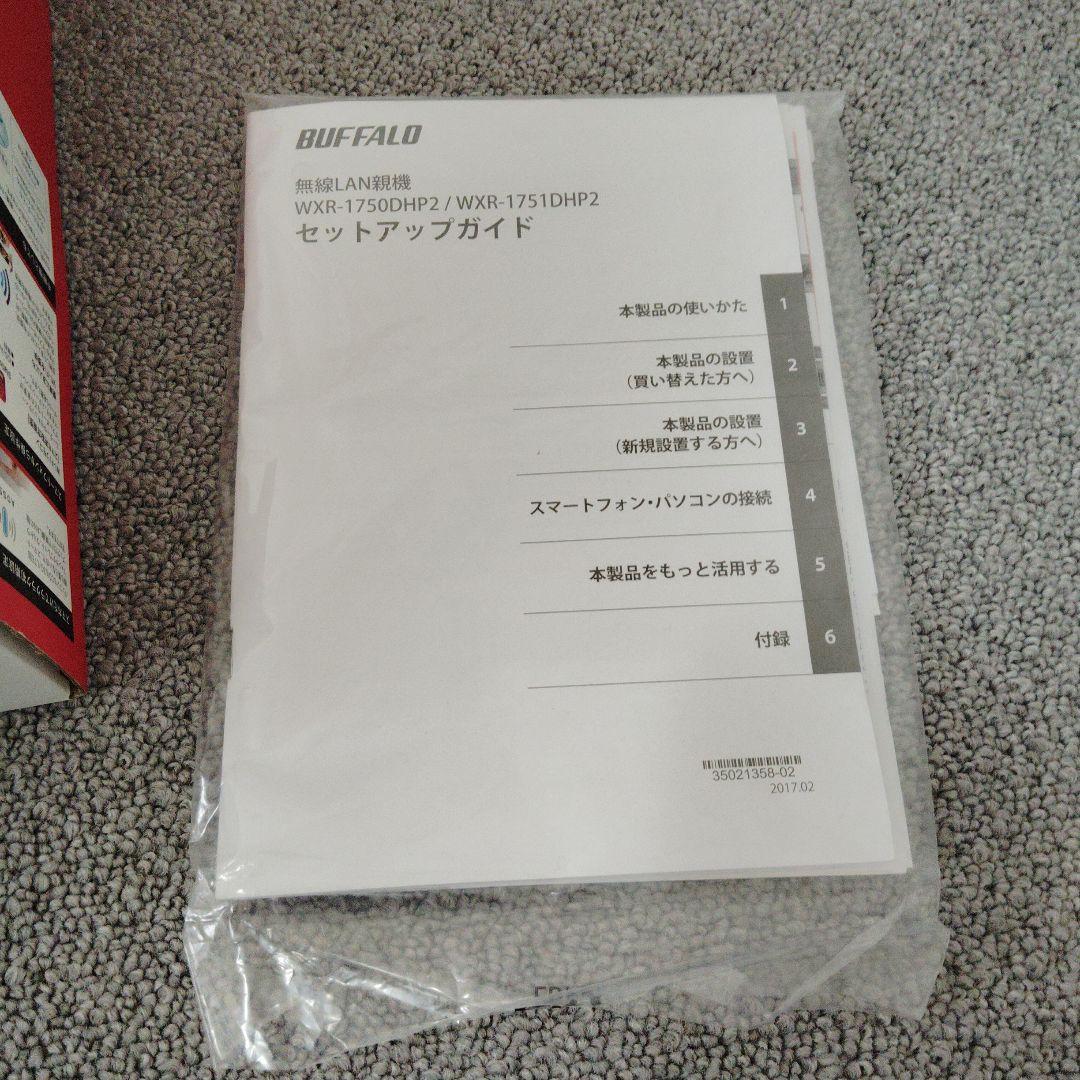 BUFFALO
無線LAN親機
WXR-1750DHP2 / WXR-1751DHP2
セットアップガイド
本製品の使いかた 1
本製品の設置 2
(買い替えた方へ)
本製品の設置 3
(新規設置する方へ)
スマートフォン・パソコンの接続 4
本製品をもっと活用する 5
付録 6
35021358-02
2017.02